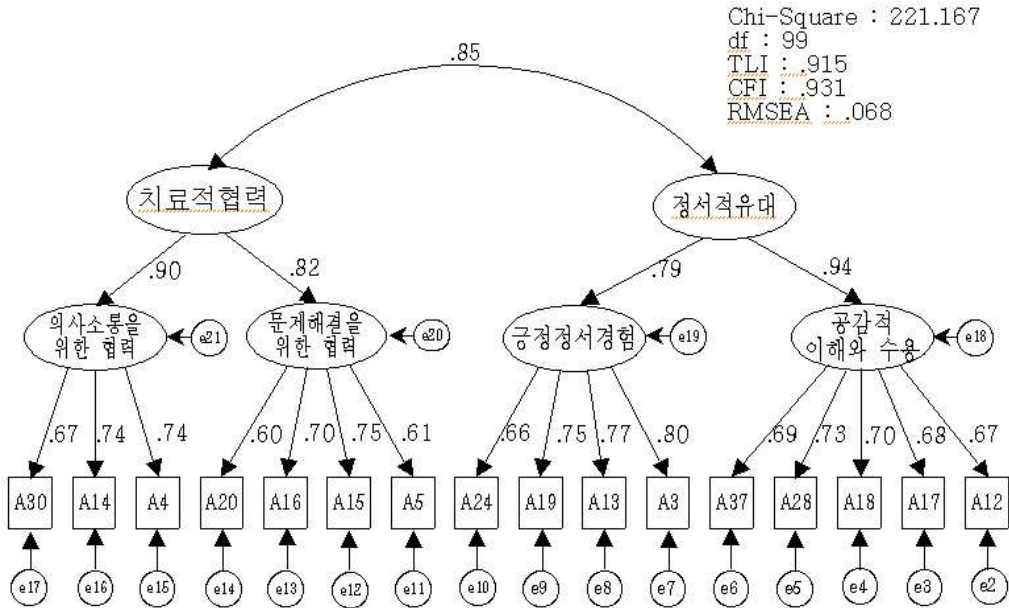 Chi-Square : 221.167
df : 99
TLI : .915
CFI : .931
RMSEA : .068
.85
치료적협력
정서적유대
.90
.82
.79
.94
의사소통을
위한 협력
e21
문제해결을
위한 협력
e20
긍정정서경험
e19
공감적
이해와 수용
e18
.67
.74
.74
.60
.70
.75
.61
.66
.75
.77
.80
.69
.73
.70
.68
.67
A30
A14
A4
A20
A16
A15
A5
A24
A19
A13
A3
A37
A28
A18
A17
A12
e17
e16
e15
e14
e13
e12
e11
e10
e9
e8
e7
e6
e5
e4
e3
e2